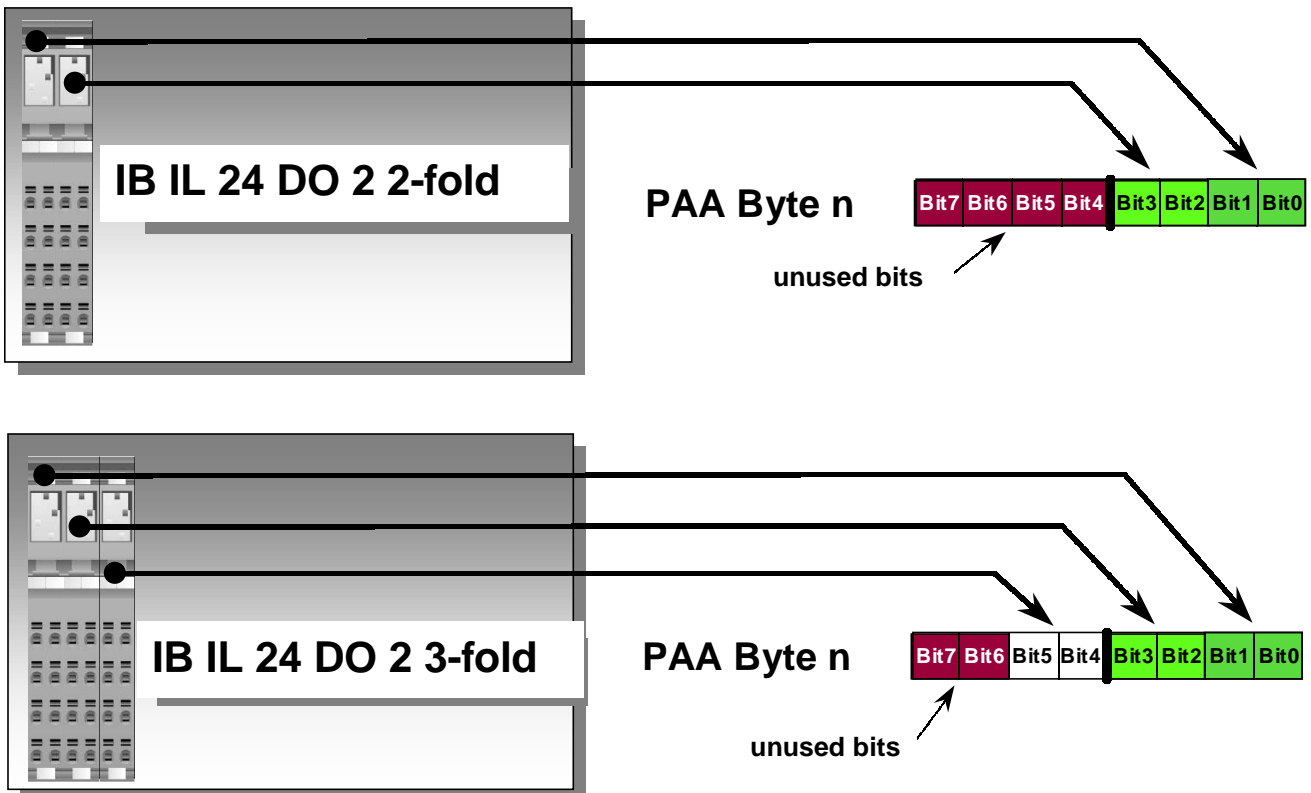 IB IL 24 DO 2 2-fold
PAA Byte n
Bit7 Bit6 Bit5 Bit4 Bit3 Bit2 Bit1 Bit0
unused bits
IB IL 24 DO 2 3-fold
PAA Byte n
Bit7 Bit6 Bit5 Bit4 Bit3 Bit2 Bit1 Bit0
unused bits